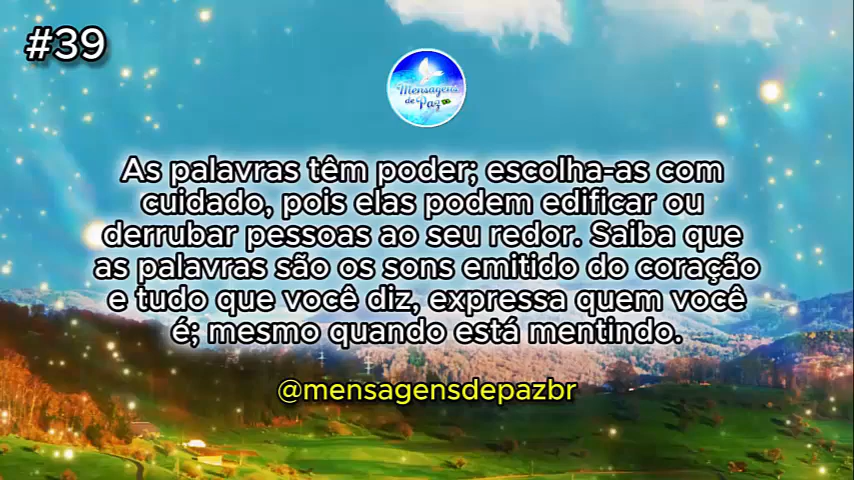 #39
Mensagens
de Paz
As palavras têm poder; escolha-as com
cuidado, pois elas podem edificar ou
derrubar pessoas ao seu redor. Saiba que
as palavras são os sons emitido do coração
e tudo que você diz, expressa quem você
é; mesmo quando está mentindo.
@mensagensdepazbr